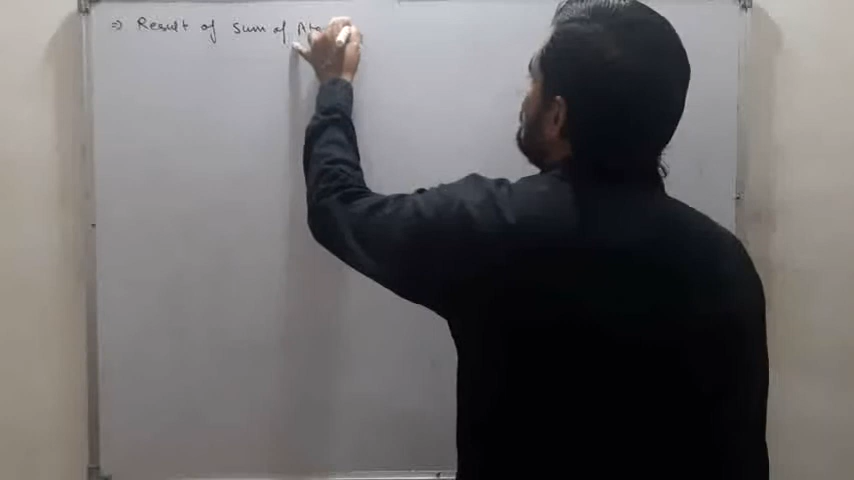 ⇒ Result of sum of